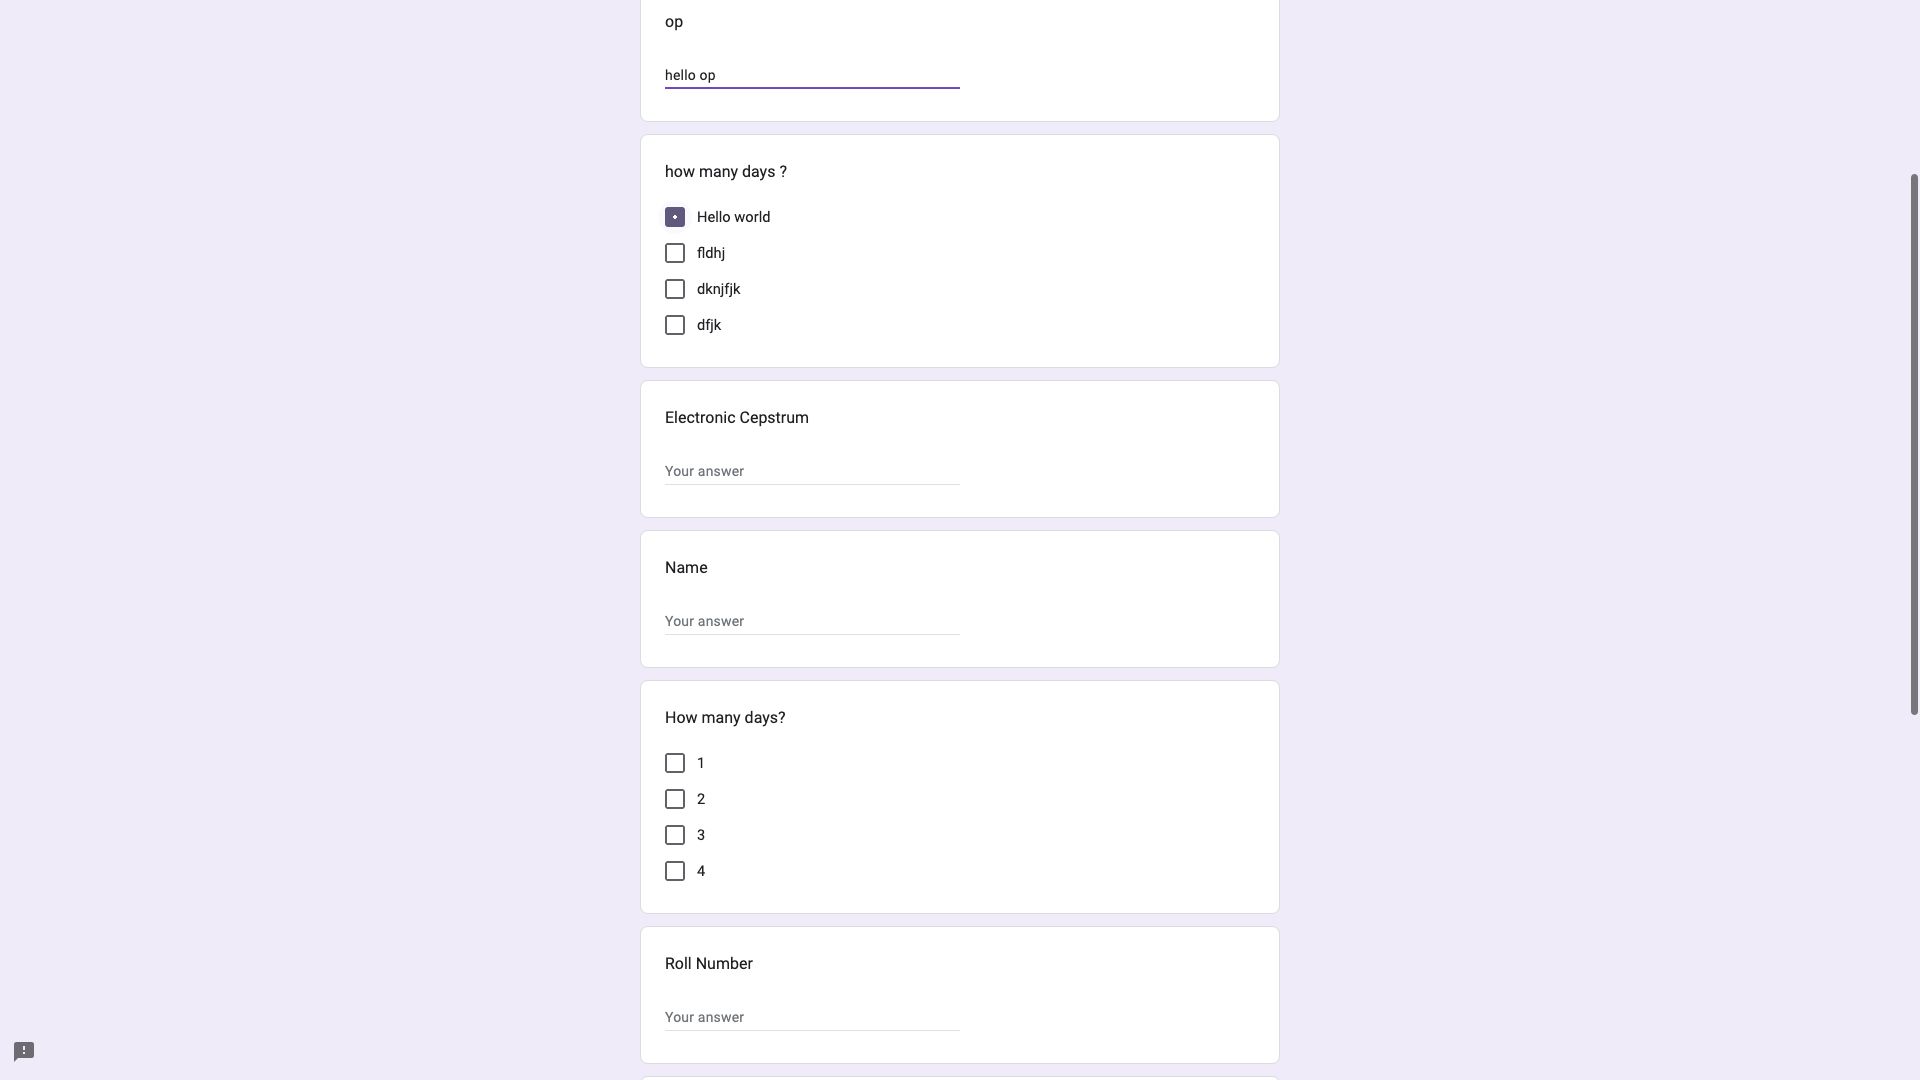 op
hello op
how many days ?
Hello world
fldhj
dknjfjk
dfjk
Electronic Cepstrum
Your answer
Name
Your answer
How many days?
1
2
3
4
Roll Number
Your answer